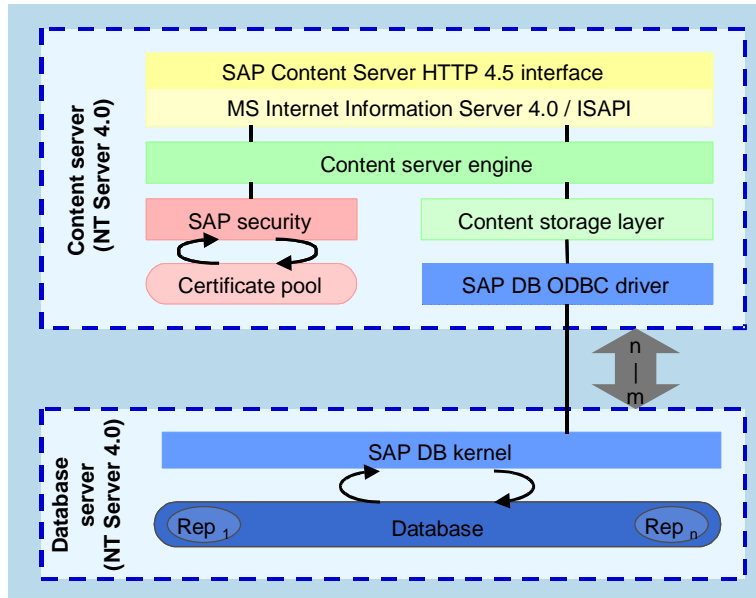 SAP Content Server HTTP 4.5 interface
MS Internet Information Server 4.0 / ISAPI
Content server engine
SAP security
Content storage layer
Certificate pool
SAP DB ODBC driver
Content server
(NT Server 4.0)
n
|
m
SAP DB kernel
Rep 1
Database
Rep n
Database
server
(NT Server 4.0)